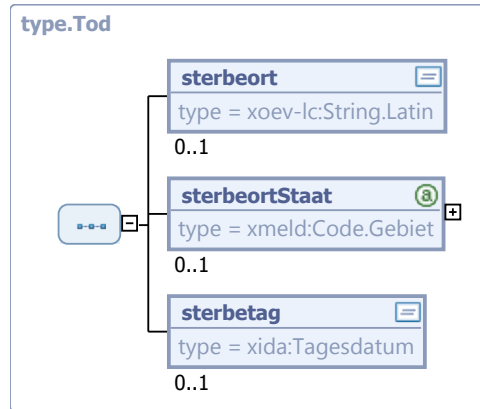 type.Tod
sterbeort
type = xoev-lc:String.Latin
0..1
sterbeortStaat
type = xmeld:Code.Gebiet
0..1
sterbetag
type = xida:Tagesdatum
0..1